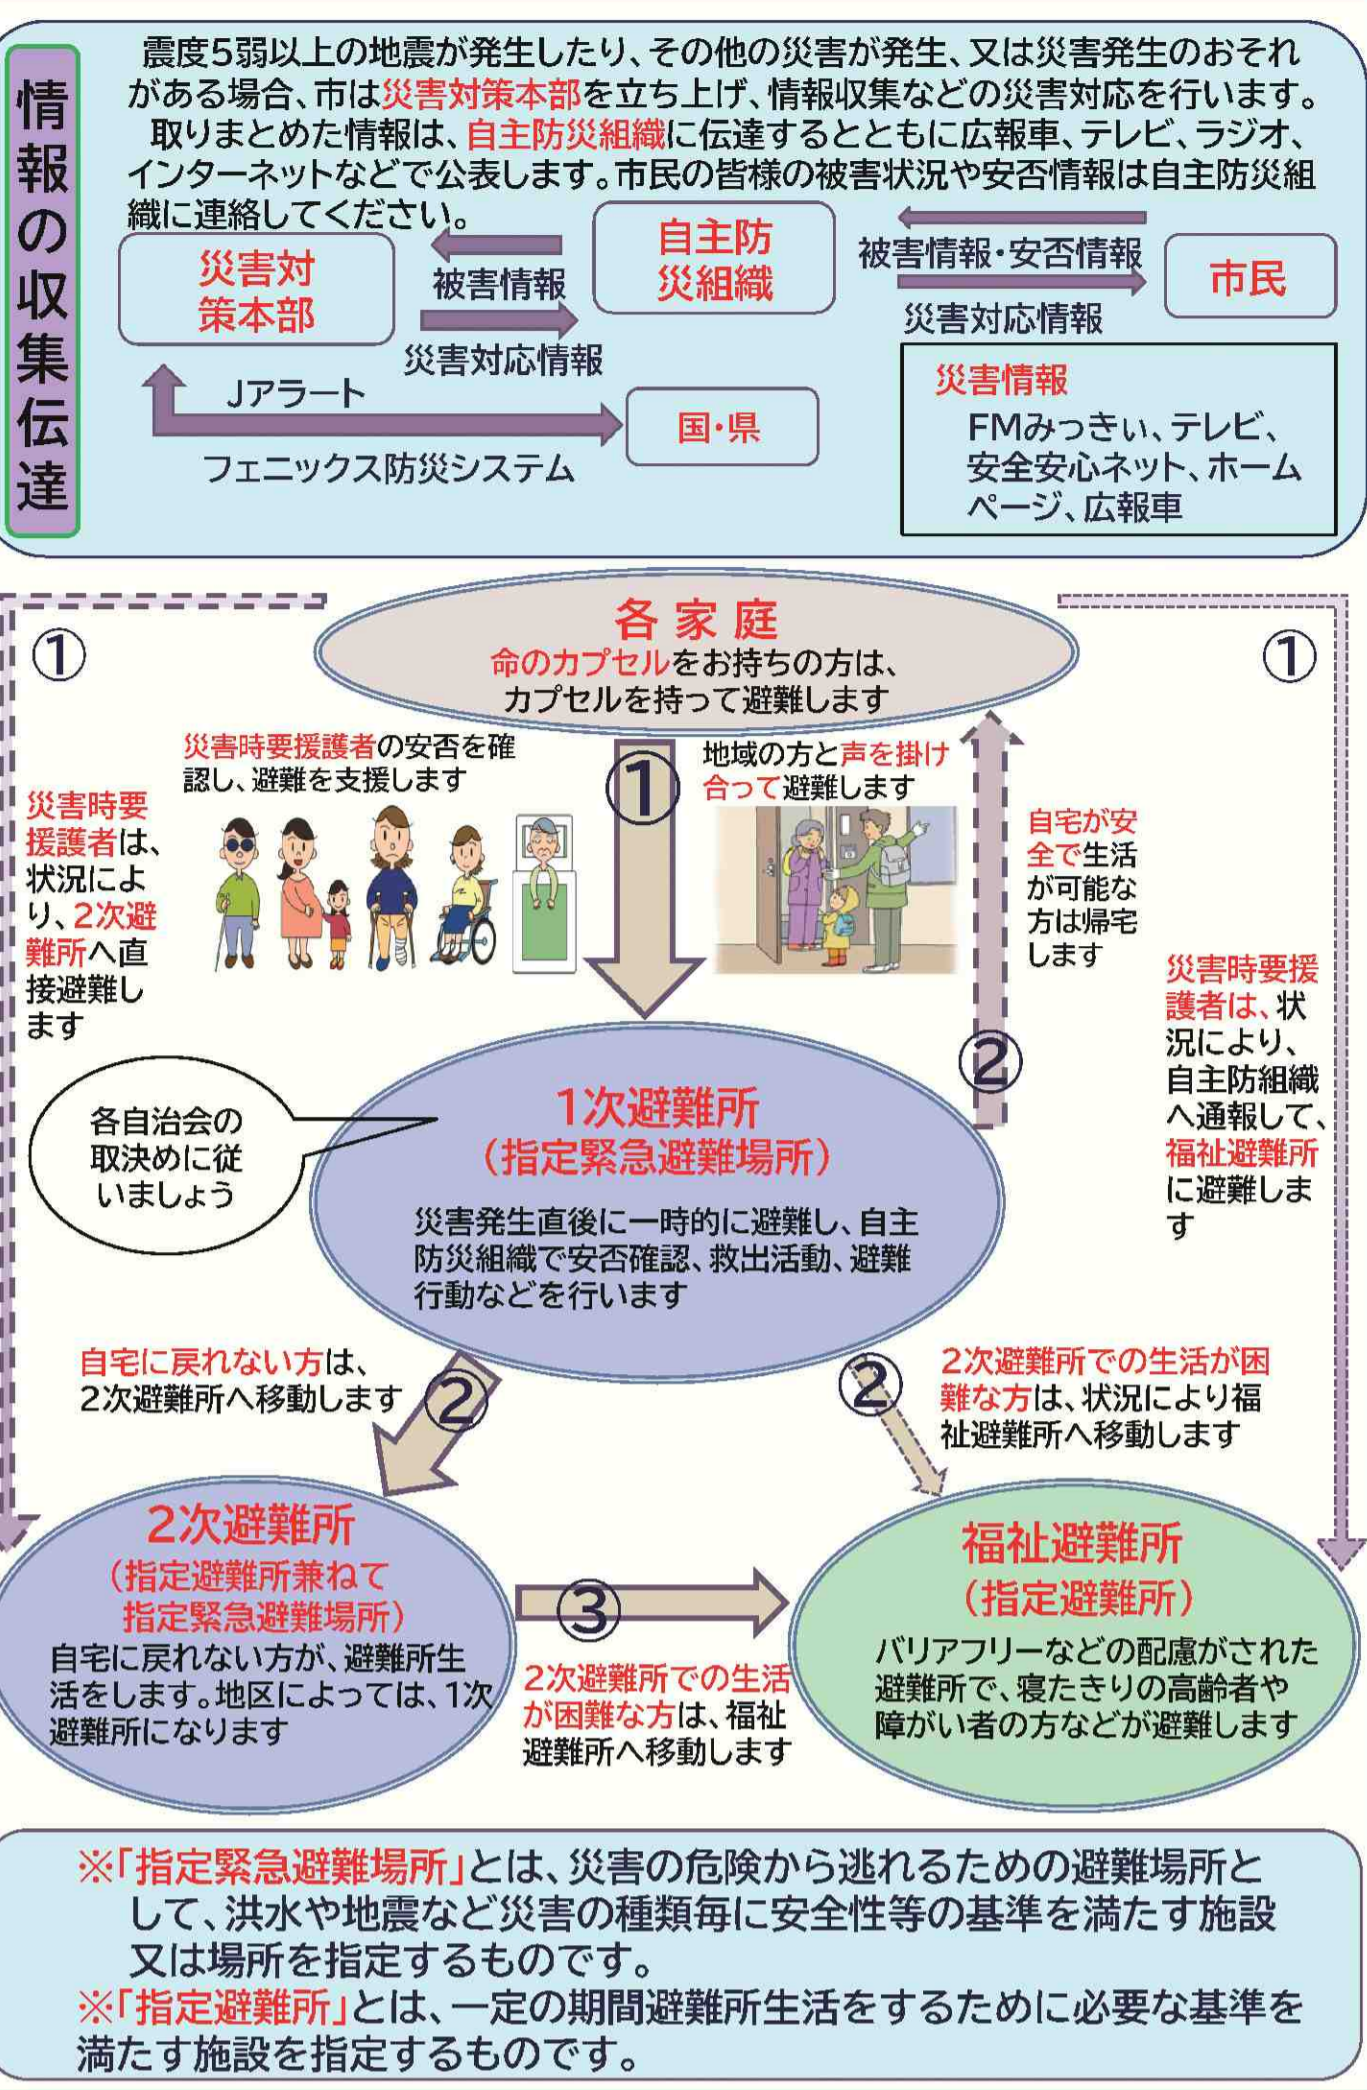 情報の収集伝達
震度5弱以上の地震が発生したり、その他の災害が発生、又は災害発生のおそれ
がある場合、市は災害対策本部を立ち上げ、情報収集などの災害対応を行います。
取りまとめた情報は、自主防災組織に伝達するとともに広報車、テレビ、ラジオ、
インターネットなどで公表します。市民の皆様の被害状況や安否情報は自主防災組
織に連絡してください。
災害対
策本部
被害情報
災害対応情報
自主防
災組織
被害情報・安否情報
災害対応情報
市民
Jアラート
フェニックス防災システム
国・県
災害情報
FMみっきぃ、テレビ、
安全安心ネット、ホーム
ページ、広報車
各家庭
命のカプセルをお持ちの方は、
カプセルを持って避難します
①
①
災害時要援護者の安否を確
認し、避難を支援します
①
地域の方と声を掛け
合って避難します
災害時要
援護者は、
状況によ
り、2次避
難所へ直
接避難し
ます
自宅が安
全で生活
が可能な
方は帰宅
します
②
災害時要援
護者は、状
況により、
自主防組織
へ通報して、
福祉避難所
に避難しま
す
各自治会の
取決めに従
いましょう
1次避難所
（指定緊急避難場所）
災害発生直後に一時的に避難し、自主
防災組織で安否確認、救出活動、避難
行動などを行います
自宅に戻れない方は、
2次避難所へ移動します
②
②
2次避難所での生活が困
難な方は、状況により福
祉避難所へ移動します
2次避難所
（指定避難所兼ねて
指定緊急避難場所）
自宅に戻れない方が、避難所生
活をします。地区によっては、1次
避難所になります
③
2次避難所での生活
が困難な方は、福祉
避難所へ移動します
福祉避難所
（指定避難所）
バリアフリーなどの配慮がされた
避難所で、寝たきりの高齢者や
障がい者の方などが避難します
※「指定緊急避難場所」とは、災害の危険から逃れるための避難場所と
して、洪水や地震など災害の種類毎に安全性等の基準を満たす施設
又は場所を指定するものです。
※「指定避難所」とは、一定の期間避難所生活をするために必要な基準を
満たす施設を指定するものです。